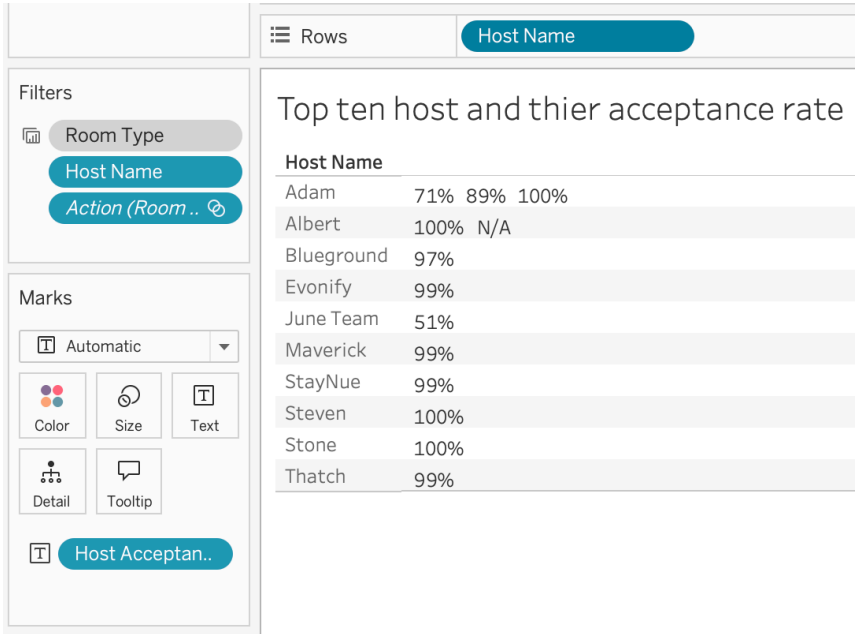 Rows
Host Name
Filters
Room Type
Host Name
Action (Room ..
Marks
Automatic
Color
Size
Text
Detail
Tooltip
Host Acceptan..
Top ten host and thier acceptance rate
Host Name
Adam 71% 89% 100%
Albert 100% N/A
Blueground 97%
Evonify 99%
June Team 51%
Maverick 99%
StayNue 99%
Steven 100%
Stone 100%
Thatch 99%